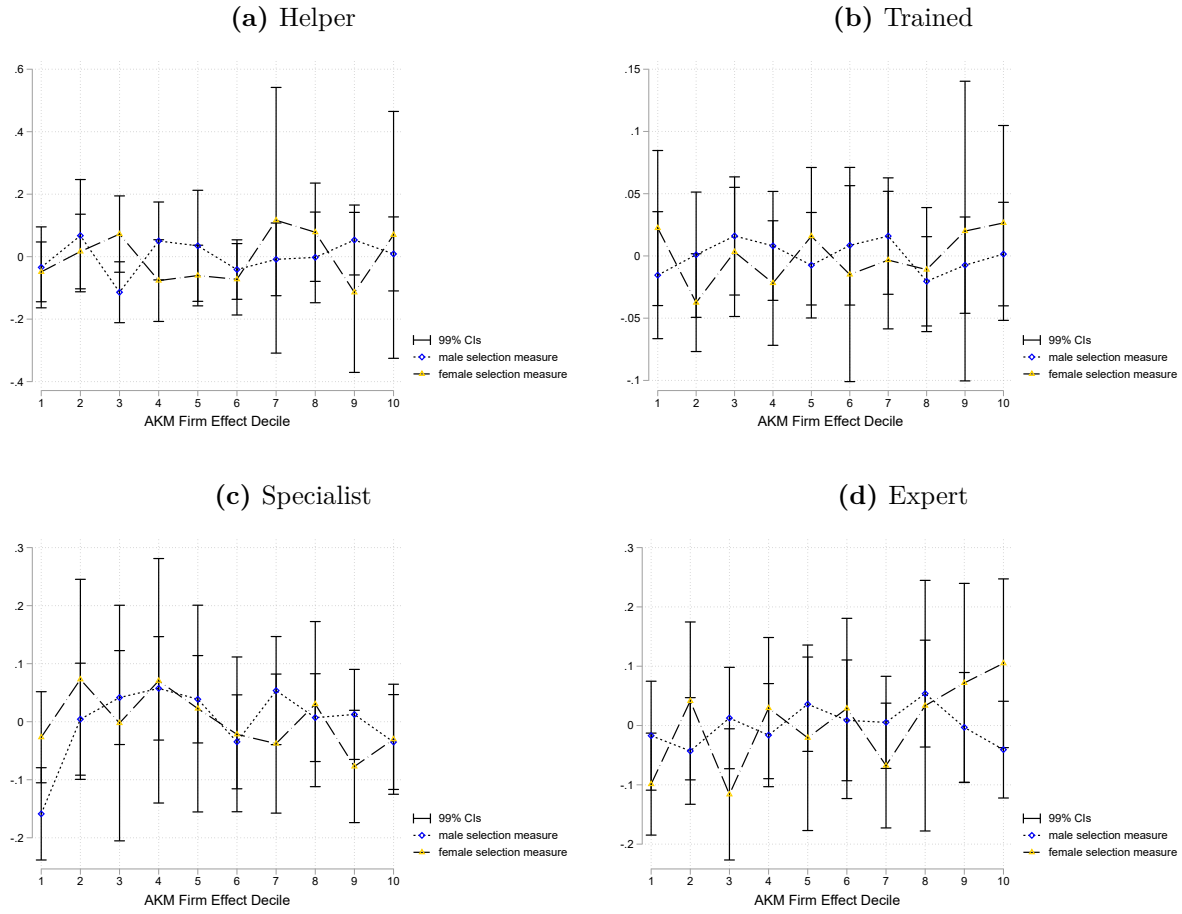 (a) Helper
.6
.4
.2
0
-.2
-.4
1 2 3 4 5 6 7 8 9 10
AKM Firm Effect Decile
99% CIs
male selection measure
female selection measure
(b) Trained
.15
.1
.05
0
-.05
-.1
1 2 3 4 5 6 7 8 9 10
AKM Firm Effect Decile
99% CIs
male selection measure
female selection measure
(c) Specialist
.3
.2
.1
0
-.1
-.2
1 2 3 4 5 6 7 8 9 10
AKM Firm Effect Decile
99% CIs
male selection measure
female selection measure
(d) Expert
.3
.2
.1
0
-.1
-.2
1 2 3 4 5 6 7 8 9 10
AKM Firm Effect Decile
99% CIs
male selection measure
female selection measure